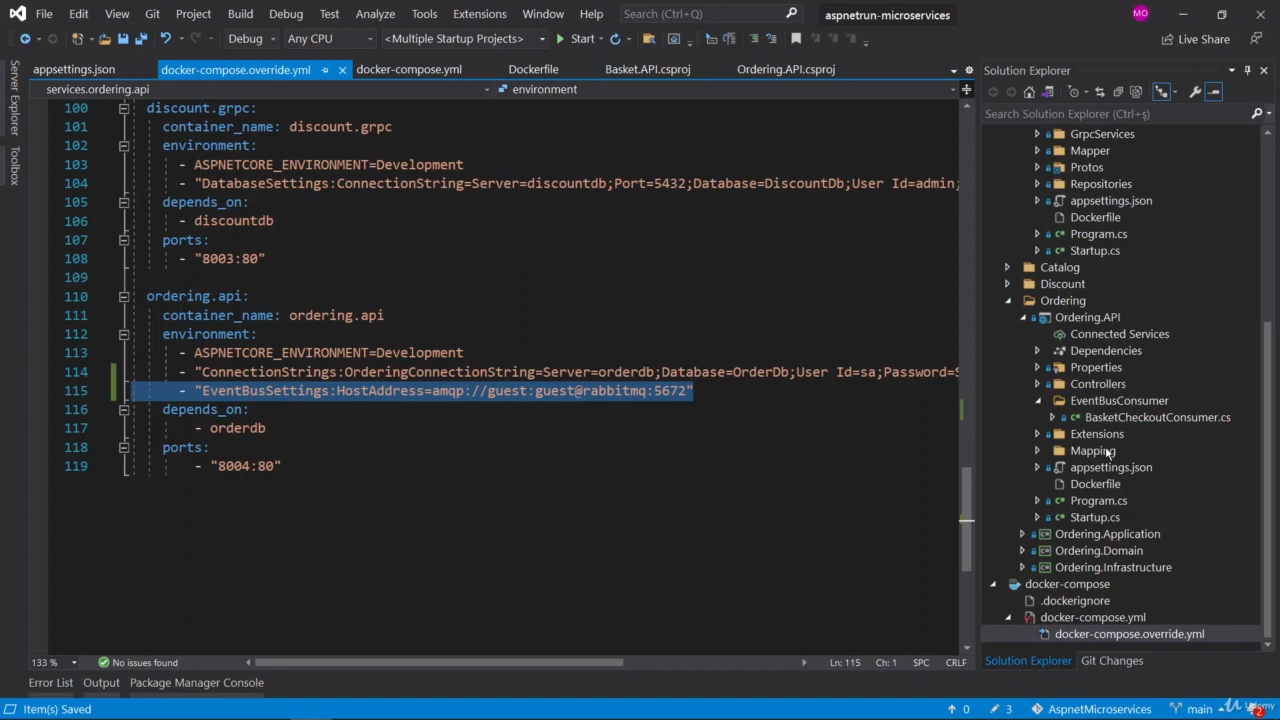 File Edit View Git Project Build Debug Test Analyze Tools Extensions Window Help Search (Ctrl+Q) aspnetrun-microservices MO
Debug Any CPU <Multiple Startup Projects> Start Live Share
appsettings.json docker-compose.override.yml docker-compose.yml Dockerfile Basket.API.csproj Ordering.API.csproj
services.ordering.api environment
Server Explorer
Toolbox
100 discount.grpc:
101 container_name: discount.grpc
102 environment:
103 - ASPNETCORE_ENVIRONMENT=Development
104 - "DatabaseSettings:ConnectionString=Server=discountdb;Port=5432;Database=DiscountDb;User Id=admin;
105 depends_on:
106 - discountdb
107 ports:
108 - "8003:80"
109
110 ordering.api:
111 container_name: ordering.api
112 environment:
113 - ASPNETCORE_ENVIRONMENT=Development
114 - "ConnectionStrings:OrderingConnectionString=Server=orderdb;Database=OrderDb;User Id=sa;Password=S
115 - "EventBusSettings:HostAddress=amqp://guest:guest@rabbitmq:5672"
116 depends_on:
117 - orderdb
118 ports:
119 - "8004:80"
133 % No issues found Ln: 115 Ch: 1 SPC CRLF
Solution Explorer
Search Solution Explorer (Ctrl+ş)
GrpcServices
Mapper
Protos
Repositories
appsettings.json
Dockerfile
Program.cs
Startup.cs
Catalog
Discount
Ordering
Ordering.API
Connected Services
Dependencies
Properties
Controllers
EventBusConsumer
BasketCheckoutConsumer.cs
Extensions
Mapping
appsettings.json
Dockerfile
Program.cs
Startup.cs
Ordering.Application
Ordering.Domain
Ordering.Infrastructure
docker-compose
.dockerignore
docker-compose.yml
docker-compose.override.yml
Solution Explorer Git Changes
Error List Output Package Manager Console
Item(s) Saved 0 3 AspnetMicroservices main 2
Udemy